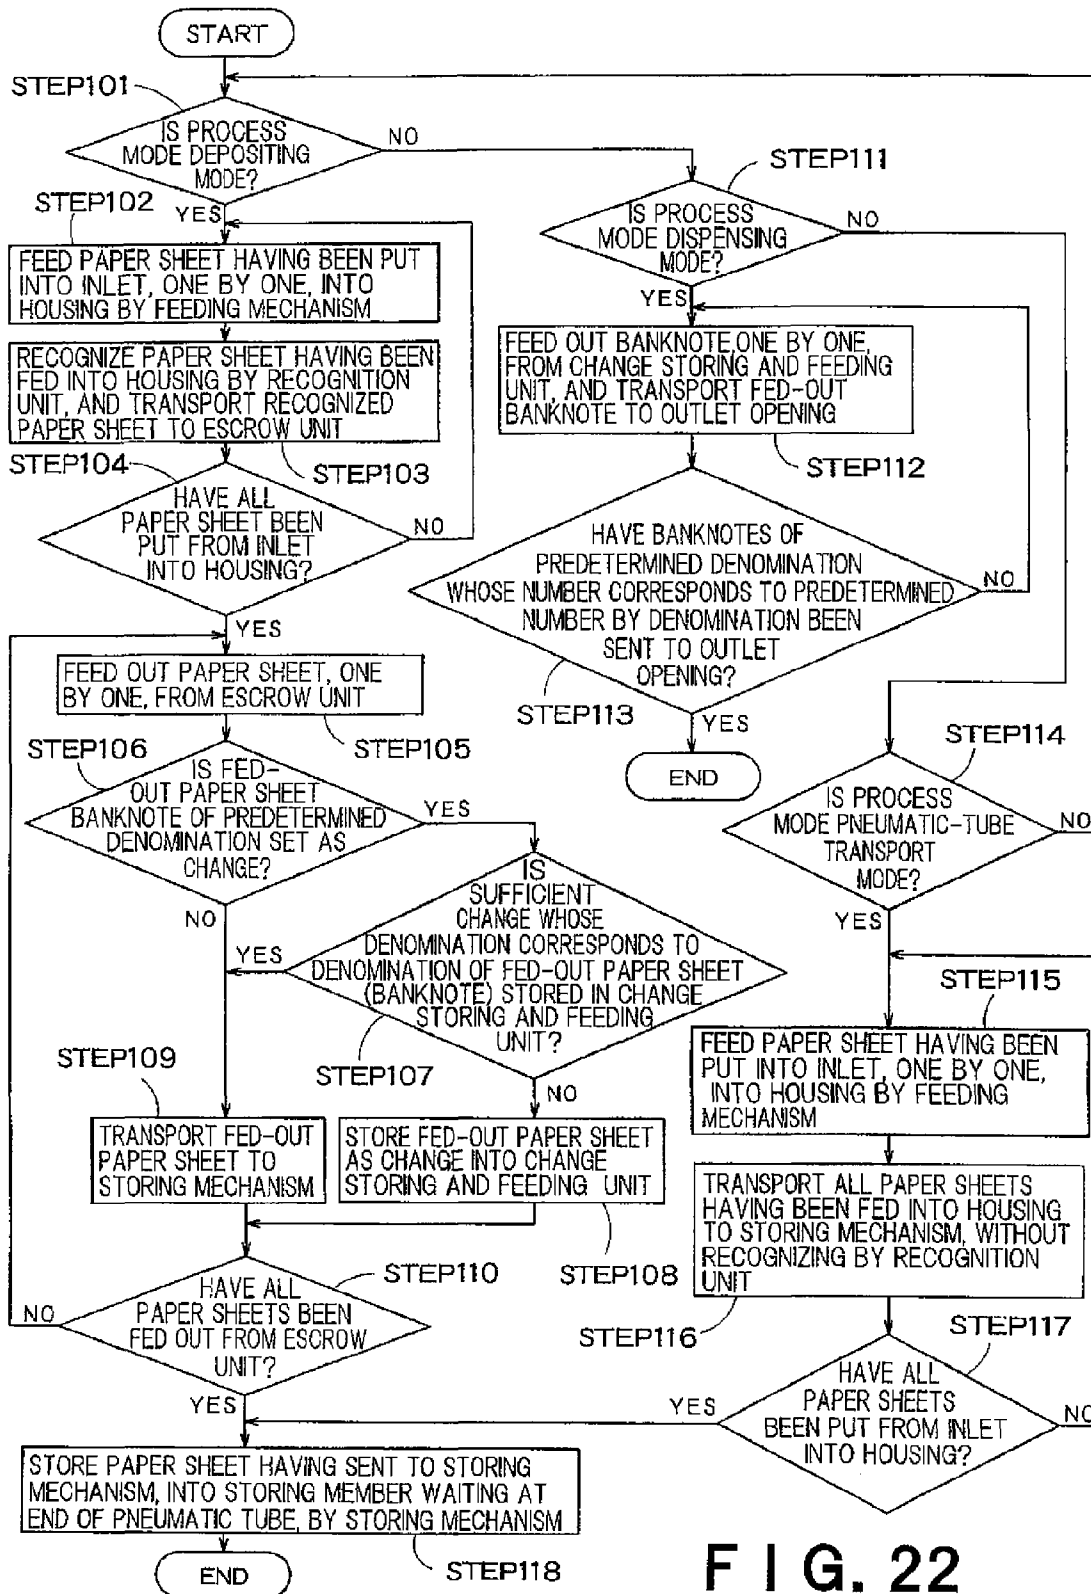 START
STEP101
IS PROCESS
MODE DEPOSITING
MODE?
NO
YES
STEP102
FEED PAPER SHEET HAVING BEEN PUT
INTO INLET, ONE BY ONE, INTO
HOUSING BY FEEDING MECHANISM
RECOGNIZE PAPER SHEET HAVING BEEN
FED INTO HOUSING BY RECOGNITION
UNIT, AND TRANSPORT RECOGNIZED
PAPER SHEET TO ESCROW UNIT
STEP103
STEP104
HAVE ALL
PAPER SHEET BEEN
PUT FROM INLET
INTO HOUSING?
NO
YES
FEED OUT PAPER SHEET, ONE
BY ONE, FROM ESCROW UNIT
STEP105
STEP106
IS FED-
OUT PAPER SHEET
BANKNOTE OF PREDETERMINED
DENOMINATION SET AS
CHANGE?
YES
NO
IS
SUFFICIENT
CHANGE WHOSE
DENOMINATION CORRESPONDS TO
DENOMINATION OF FED-OUT PAPER SHEET
(BANKNOTE) STORED IN CHANGE
STORING AND FEEDING
UNIT?
YES
STEP107
NO
STEP109
TRANSPORT FED-OUT
PAPER SHEET TO
STORING MECHANISM
STORE FED-OUT PAPER SHEET
AS CHANGE INTO CHANGE
STORING AND FEEDING UNIT
STEP108
STEP110
HAVE ALL
PAPER SHEETS BEEN
FED OUT FROM ESCROW
UNIT?
NO
YES
STEP111
IS PROCESS
MODE DISPENSING
MODE?
NO
YES
FEED OUT BANKNOTE,ONE BY ONE,
FROM CHANGE STORING AND FEEDING
UNIT, AND TRANSPORT FED-OUT
BANKNOTE TO OUTLET OPENING
STEP112
HAVE BANKNOTES OF
PREDETERMINED DENOMINATION
WHOSE NUMBER CORRESPONDS TO PREDETERMINED
NUMBER BY DENOMINATION BEEN
SENT TO OUTLET
OPENING?
NO
STEP113
YES
END
STEP114
IS PROCESS
MODE PNEUMATIC-TUBE
TRANSPORT
MODE?
NO
YES
STEP115
FEED PAPER SHEET HAVING BEEN
PUT INTO INLET, ONE BY ONE,
INTO HOUSING BY FEEDING
MECHANISM
TRANSPORT ALL PAPER SHEETS
HAVING BEEN FED INTO HOUSING
TO STORING MECHANISM, WITHOUT
RECOGNIZING BY RECOGNITION
UNIT
STEP116
STEP117
HAVE ALL
PAPER SHEETS
BEEN PUT FROM INLET
INTO HOUSING?
YES
NO
STORE PAPER SHEET HAVING SENT TO STORING
MECHANISM, INTO STORING MEMBER WAITING AT
END OF PNEUMATIC TUBE, BY STORING MECHANISM
STEP118
END
FIG. 22